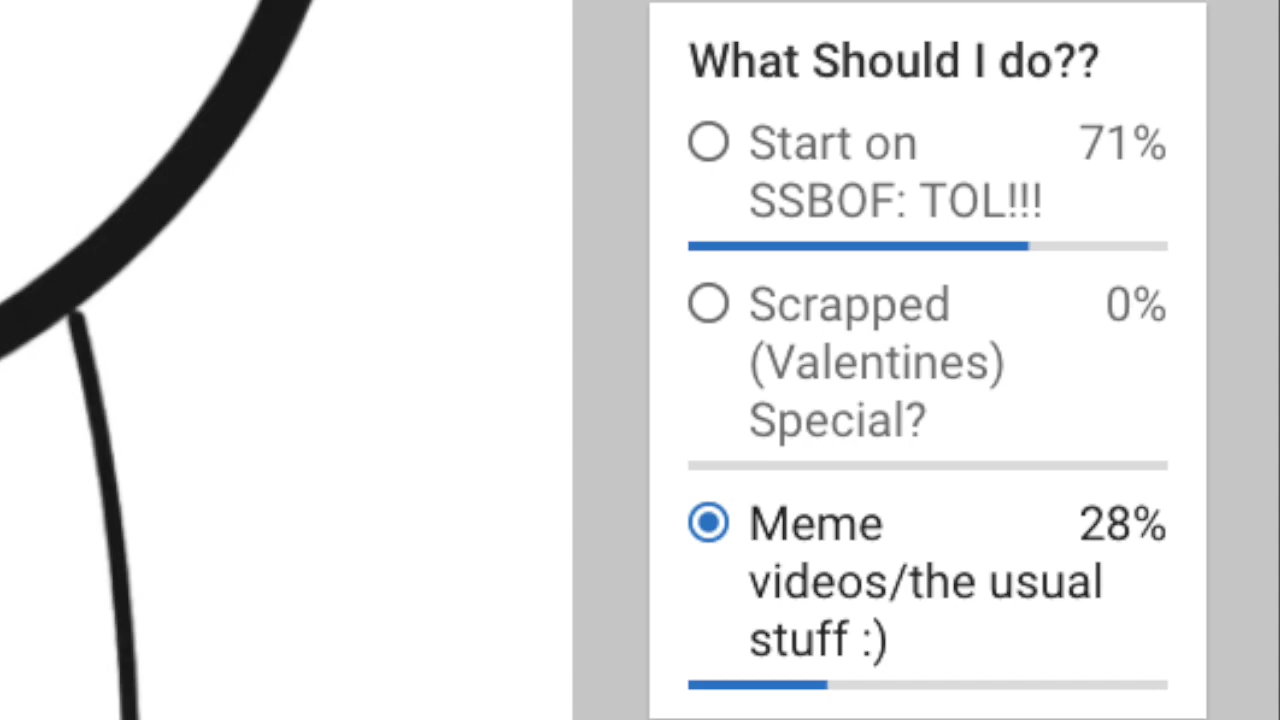 What Should I do??
Start on 71%
SSBOF: TOL!!!
Scrapped 0%
(Valentines)
Special?
Meme 28%
videos/the usual
stuff :)